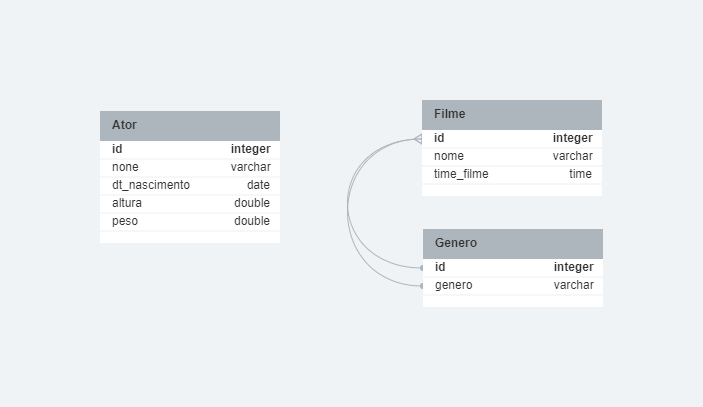 Ator
id integer
none varchar
dt_nascimento date
altura double
peso double
Filme
id integer
nome varchar
time_filme time
Genero
id integer
genero varchar